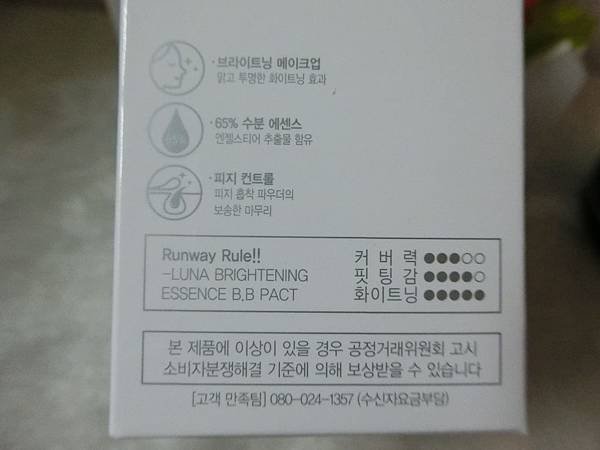 ·브라이트닝 메이크업
맑고 투명한 화이트닝 효과
65%
·65% 수분 에센스
엔젤스티어 추출물 함유
·피지 컨트롤
피지 흡착 파우더의
보송한 마무리
Runway Rule!!
-LUNA BRIGHTENING
ESSENCE B,B PACT
커 버 력 ●●●○○
핏 팅 감 ●●●●○
화이트닝 ●●●●●
본 제품에 이상이 있을 경우 공정거래위원회 고시
소비자분쟁해결 기준에 의해 보상받을 수 있습니다
[고객 만족팀] 080-024-1357 (수신자요금부담)